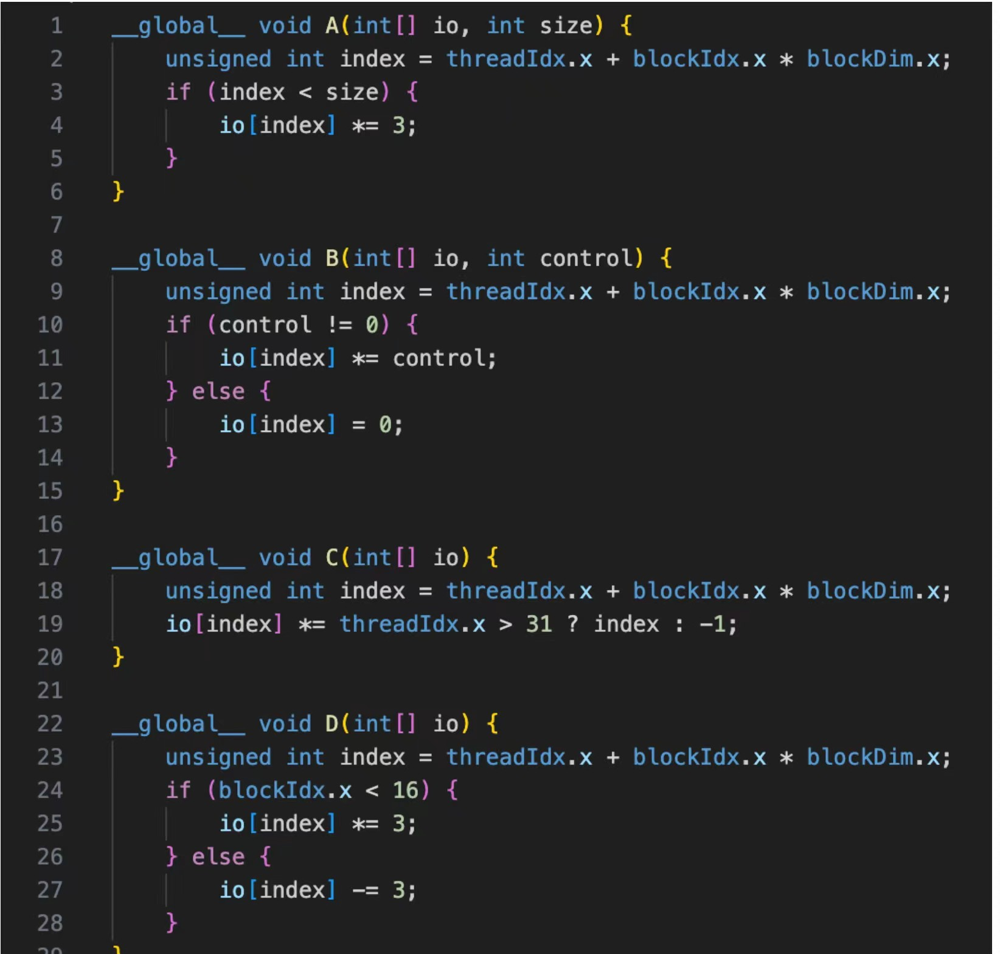 1 __global__ void A(int[] io, int size) {
2 unsigned int index = threadIdx.x + blockIdx.x * blockDim.x;
3 if (index < size) {
4 io[index] *= 3;
5 }
6 }
7
8 __global__ void B(int[] io, int control) {
9 unsigned int index = threadIdx.x + blockIdx.x * blockDim.x;
10 if (control != 0) {
11 io[index] *= control;
12 } else {
13 io[index] = 0;
14 }
15 }
16
17 __global__ void C(int[] io) {
18 unsigned int index = threadIdx.x + blockIdx.x * blockDim.x;
19 io[index] *= threadIdx.x > 31 ? index : -1;
20 }
21
22 __global__ void D(int[] io) {
23 unsigned int index = threadIdx.x + blockIdx.x * blockDim.x;
24 if (blockIdx.x < 16) {
25 io[index] *= 3;
26 } else {
27 io[index] -= 3;
28 }
29 }